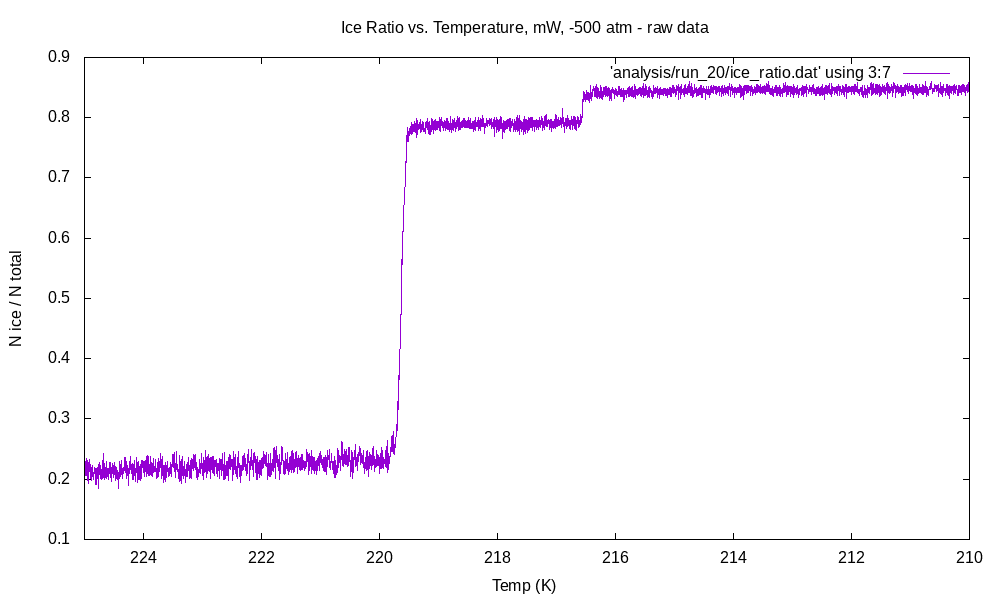 Ice Ratio vs. Temperature, mW, -500 atm - raw data
'analysis/run_20/ice_ratio.dat' using 3:7
0.9
0.8
0.7
0.6
0.5
0.4
0.3
0.2
0.1
N ice / N total
224 222 220 218 216 214 212 210
Temp (K)